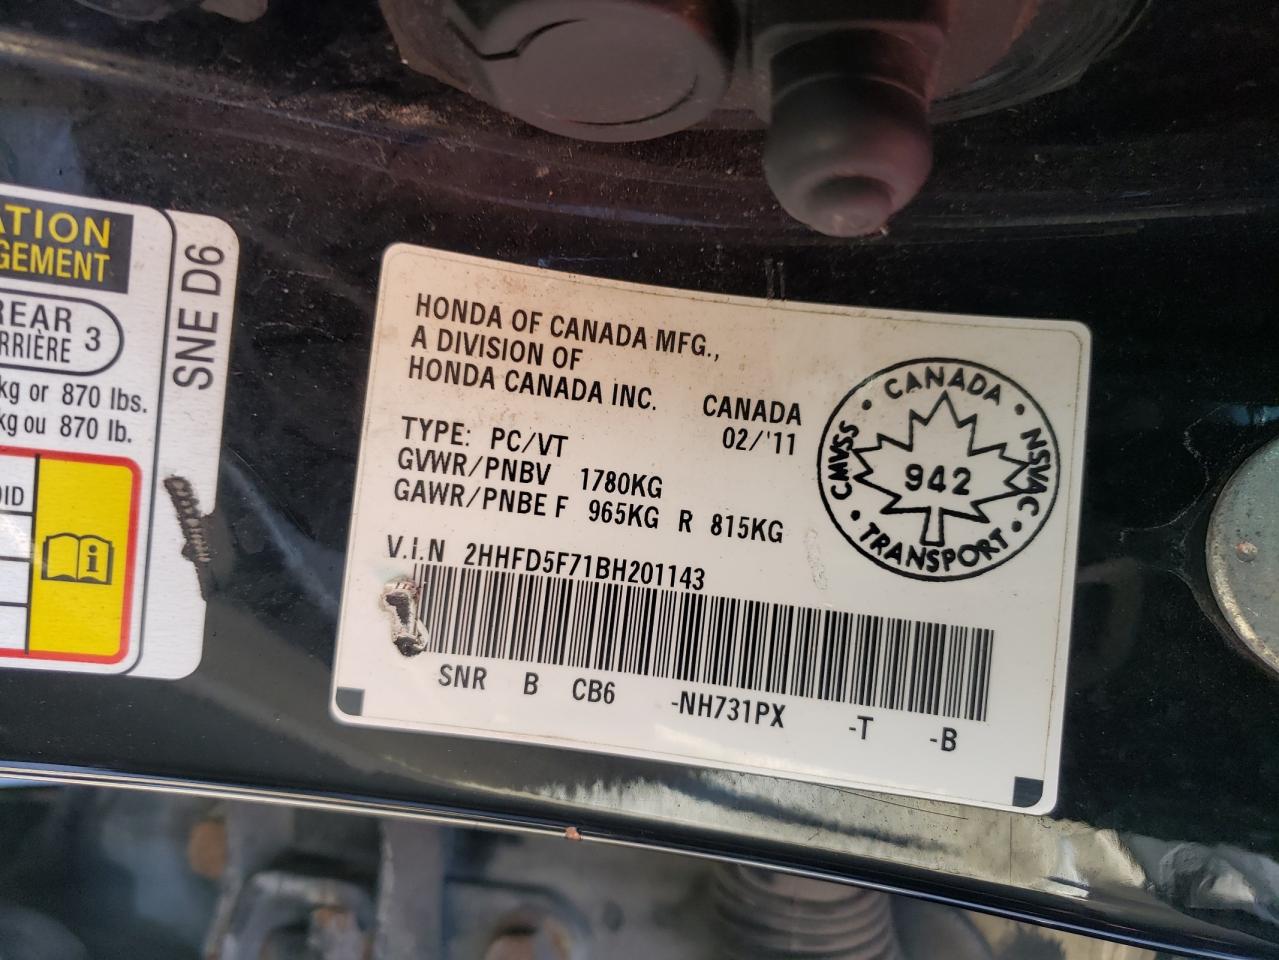 ATION
GEMENT
REAR
RRIÈRE 3
kg or 870 lbs.
kg ou 870 lb.
OID
i
SNE D6
HONDA OF CANADA MFG.,
A DIVISION OF
HONDA CANADA INC. CANADA
TYPE: PC/VT 02/'11
GVWR/PNBV 1780KG
GAWR/PNBE F 965KG R 815KG
V.i.N 2HHFD5F71BH201143
SNR B CB6 -NH731PX -T -B
CANADA
CMVSS
942
NSVAC
TRANSPORT